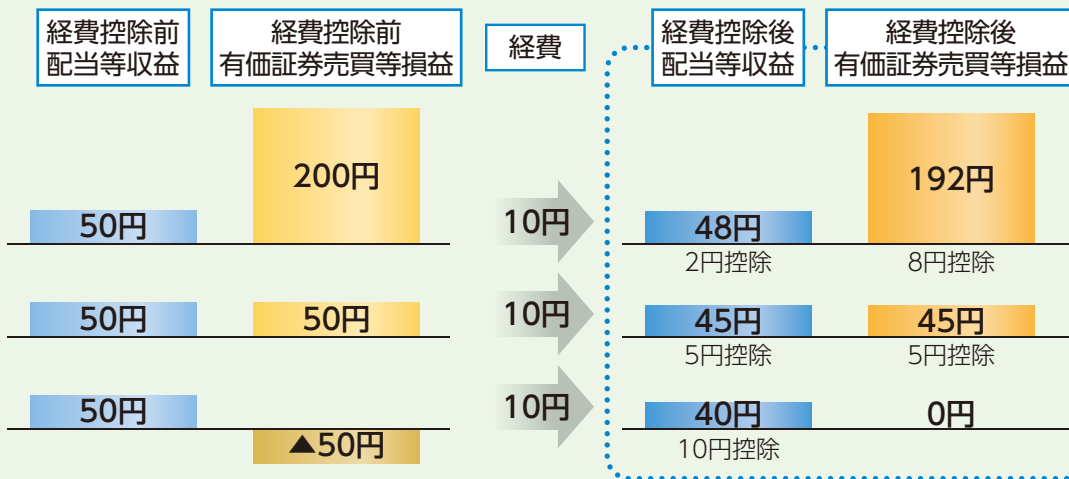 経費控除前
配当等収益
経費控除前
有価証券売買等損益
経費
経費控除後
配当等収益
経費控除後
有価証券売買等損益
50円
200円
10円
48円
2円控除
192円
8円控除
50円
50円
10円
45円
5円控除
45円
5円控除
50円
▲50円
10円
40円
10円控除
0円